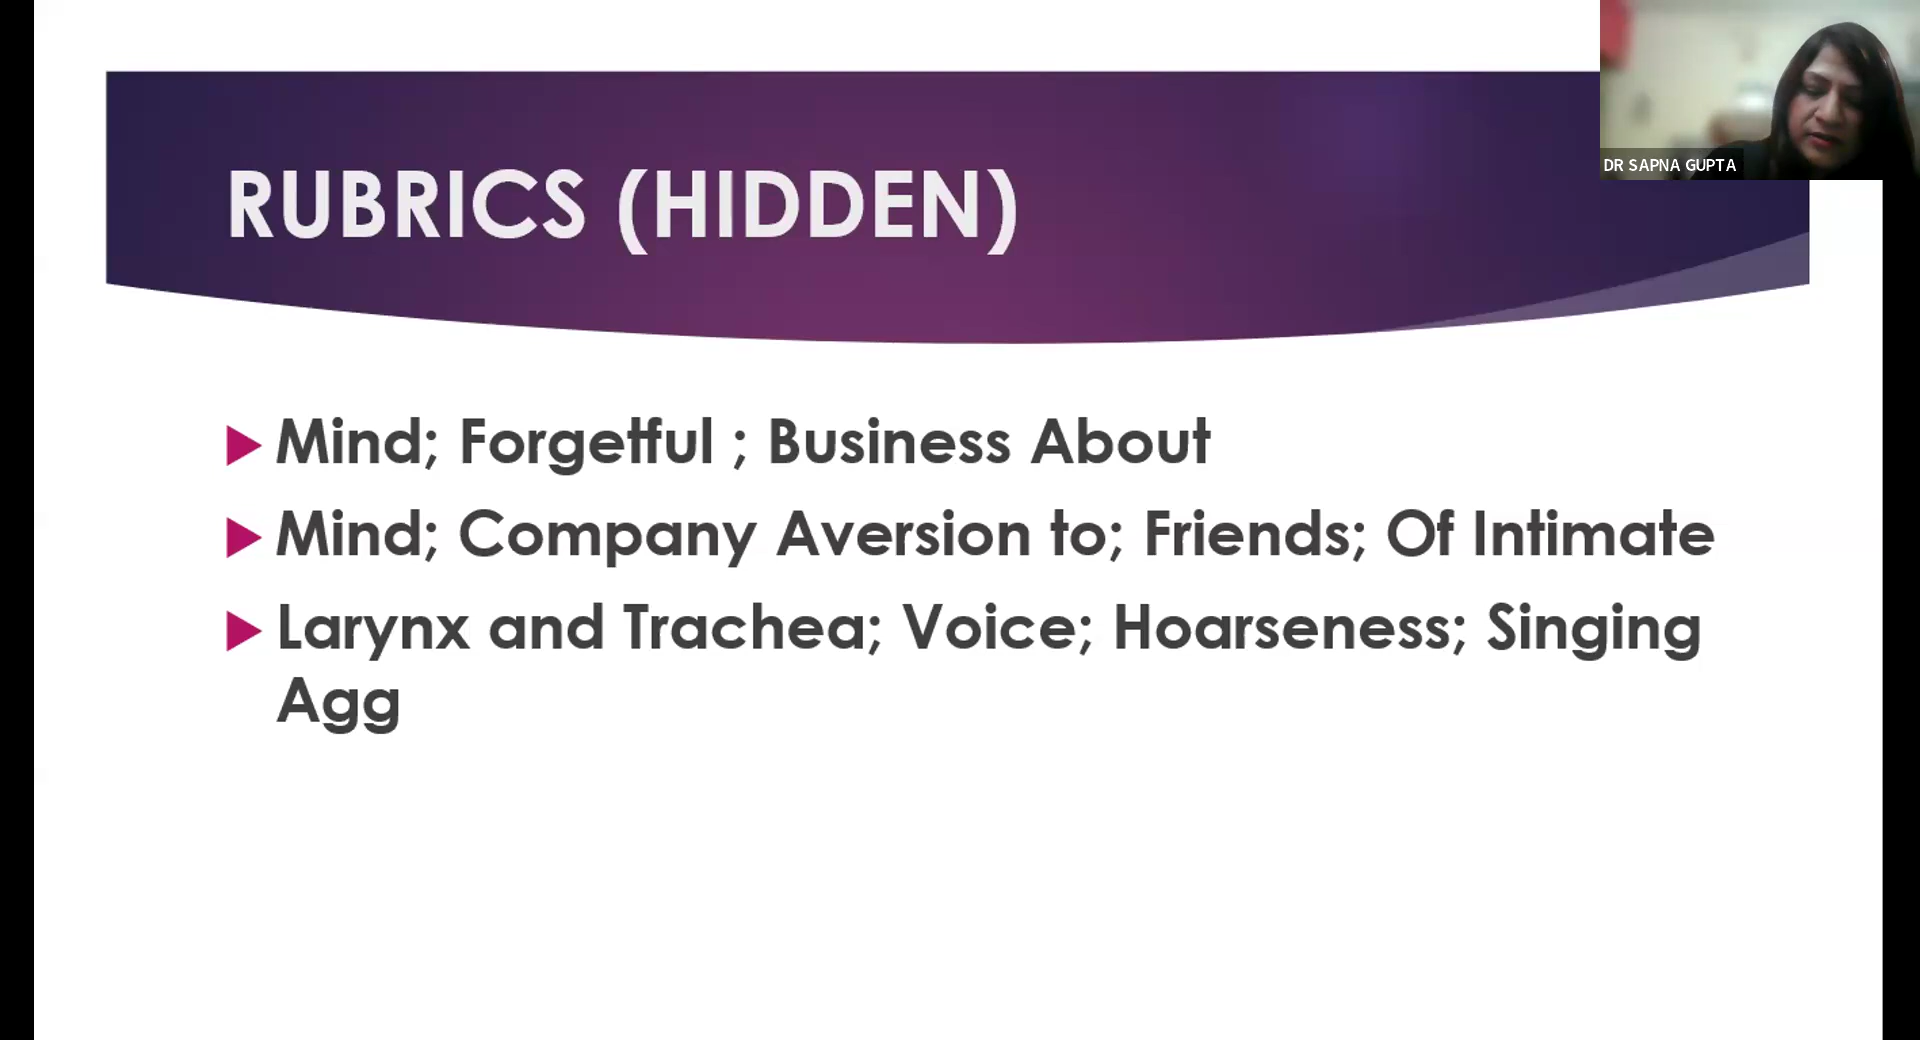 DR SAPNA GUPTA
RUBRICS (HIDDEN)
Mind; Forgetful ; Business About
Mind; Company Aversion to; Friends; Of Intimate
Larynx and Trachea; Voice; Hoarseness; Singing
Agg